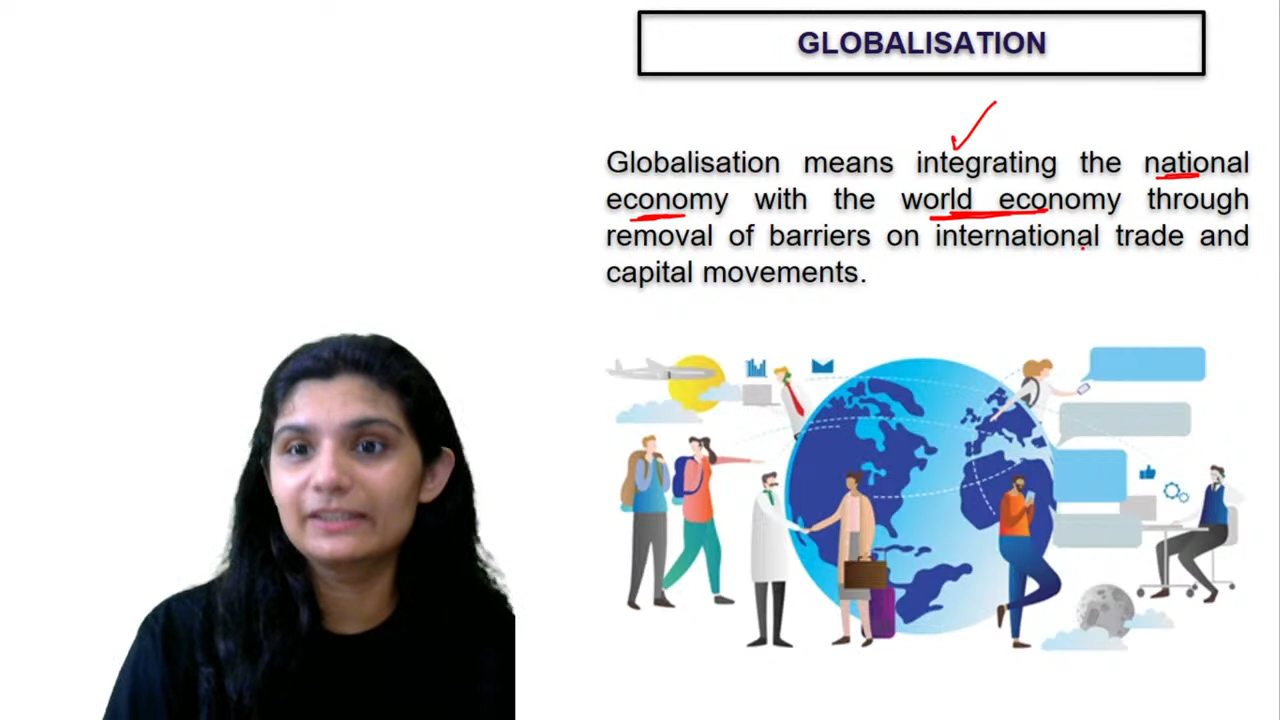 GLOBALISATION
Globalisation means integrating the national
economy with the world economy through
removal of barriers on international trade and
capital movements.